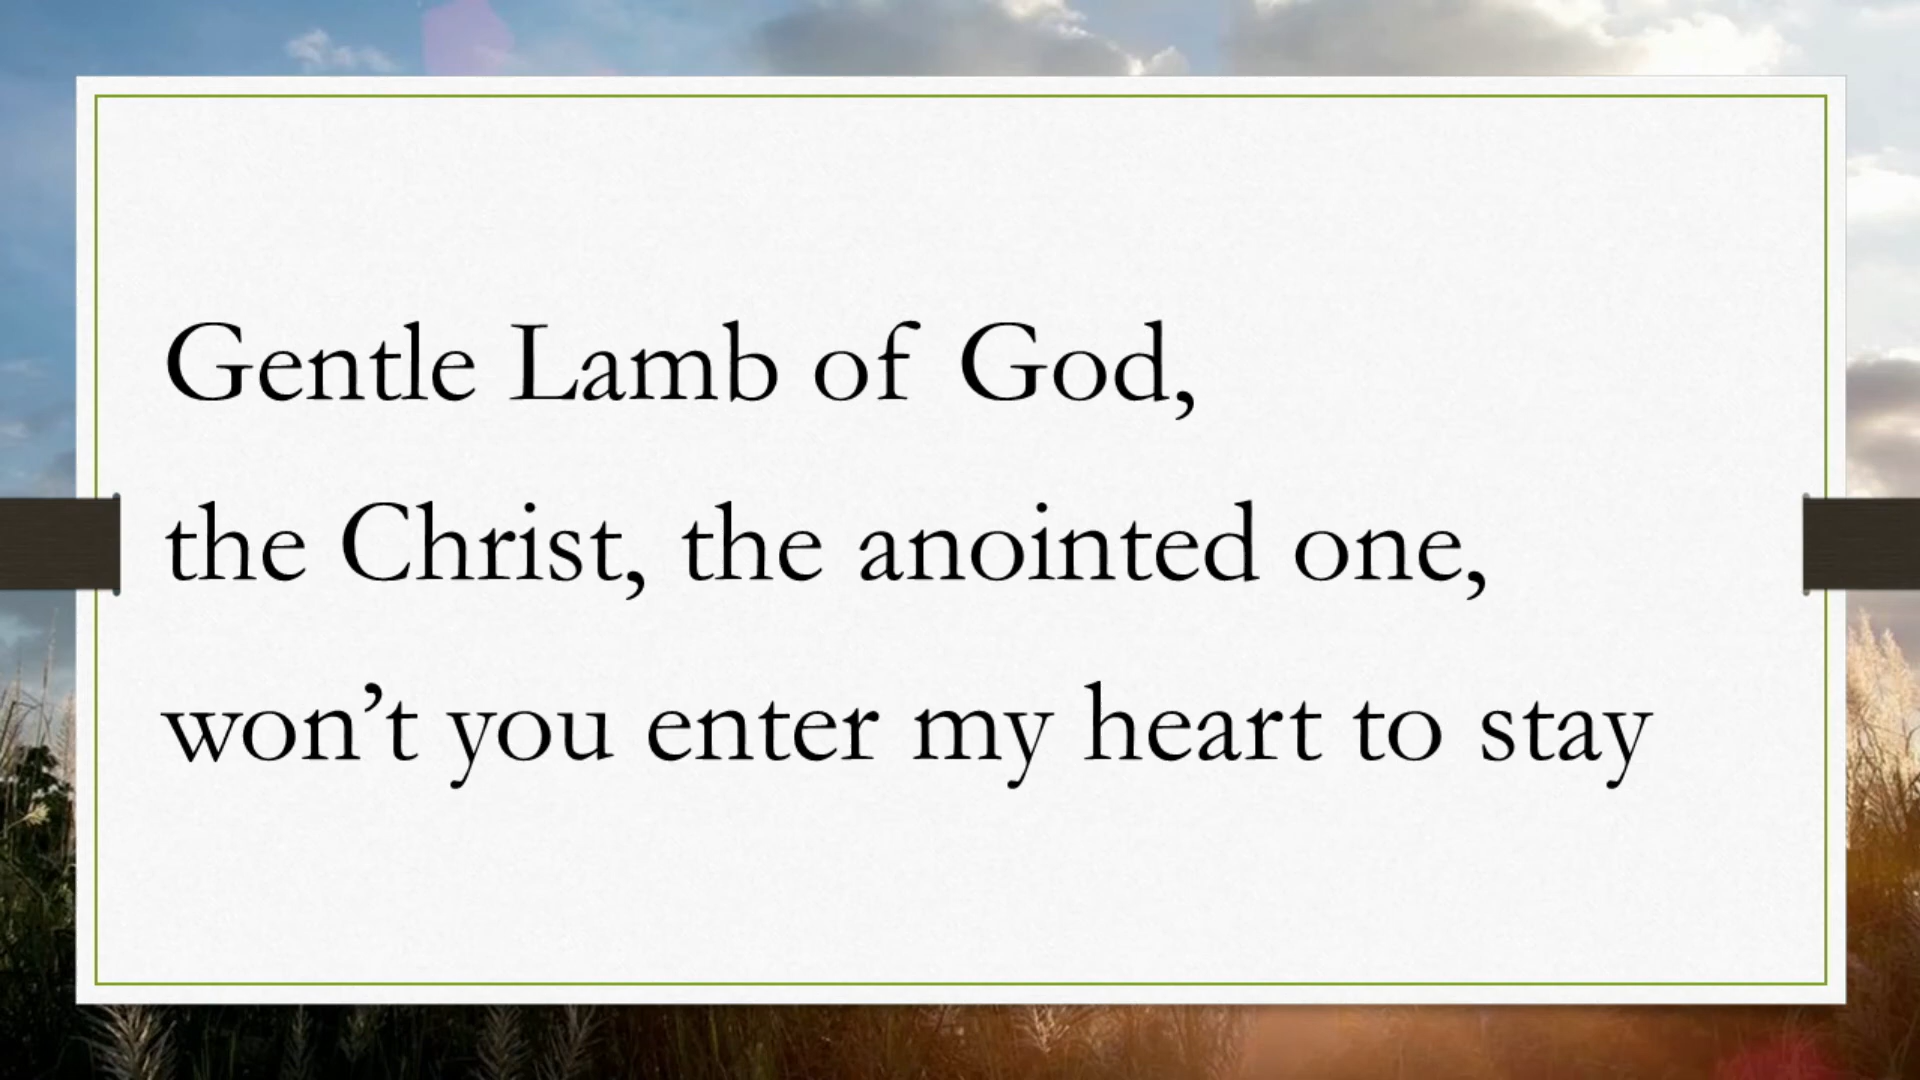 Gentle Lamb of God,
the Christ, the anointed one,
won’t you enter my heart to stay